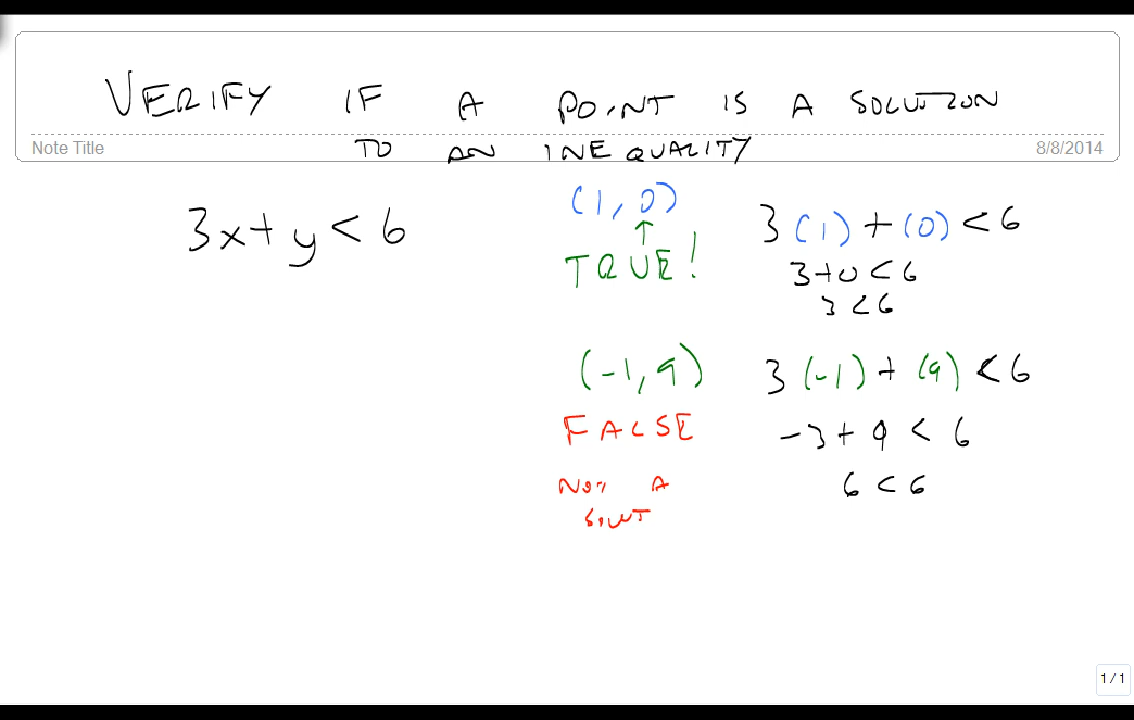 VERIFY IF A POINT IS A SOLUTION
Note Title TO AN INEQUALITY 8/8/2014
3x + y < 6
(1, 0)
↑
TRUE!
3(1) + (0) < 6
3+0 < 6
3 < 6
(-1, 9)
FALSE
NOT A
3(-1) + (9) < 6
-3 + 9 < 6
6 < 6
1/1